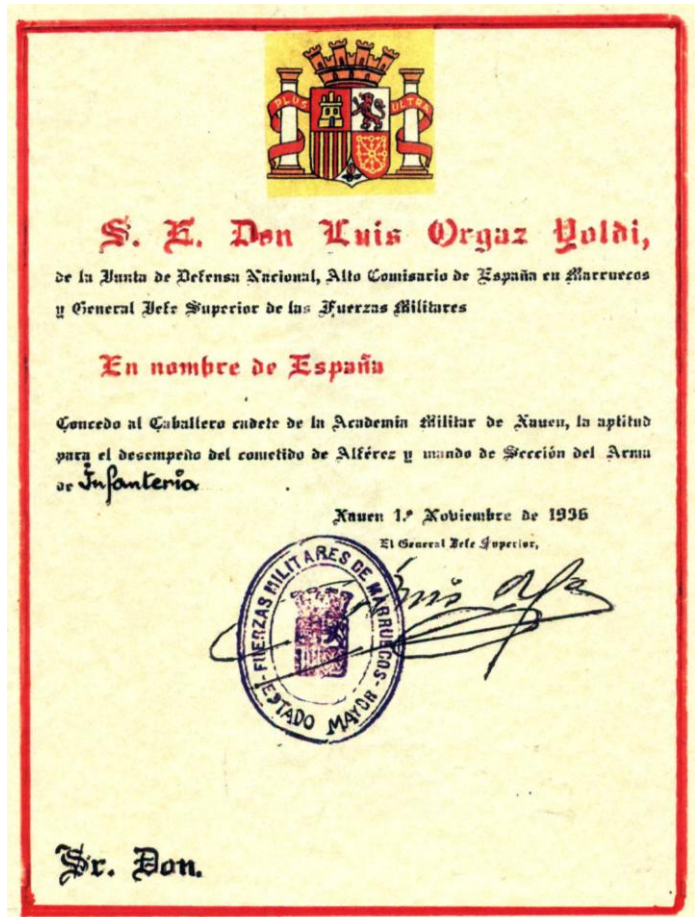 PLUS ULTRA
S. E. Don Luis Orgaz Yoldi,
de la Junta de Defensa Nacional, Alto Comisario de España en Marruecos
y General Jefe Superior de las Fuerzas Militares
En nombre de España
Concedo al Caballero cadete de la Academia Militar de Xauen, la aptitud
para el desempeño del cometido de Alférez y mando de Sección del Arma
de Infanteria
Xauen 1.º Noviembre de 1936
El General Jefe Superior,
Luis Orgaz
FUERZAS MILITARES DE MARRUECOS
ESTADO MAYOR
Sr. Don.